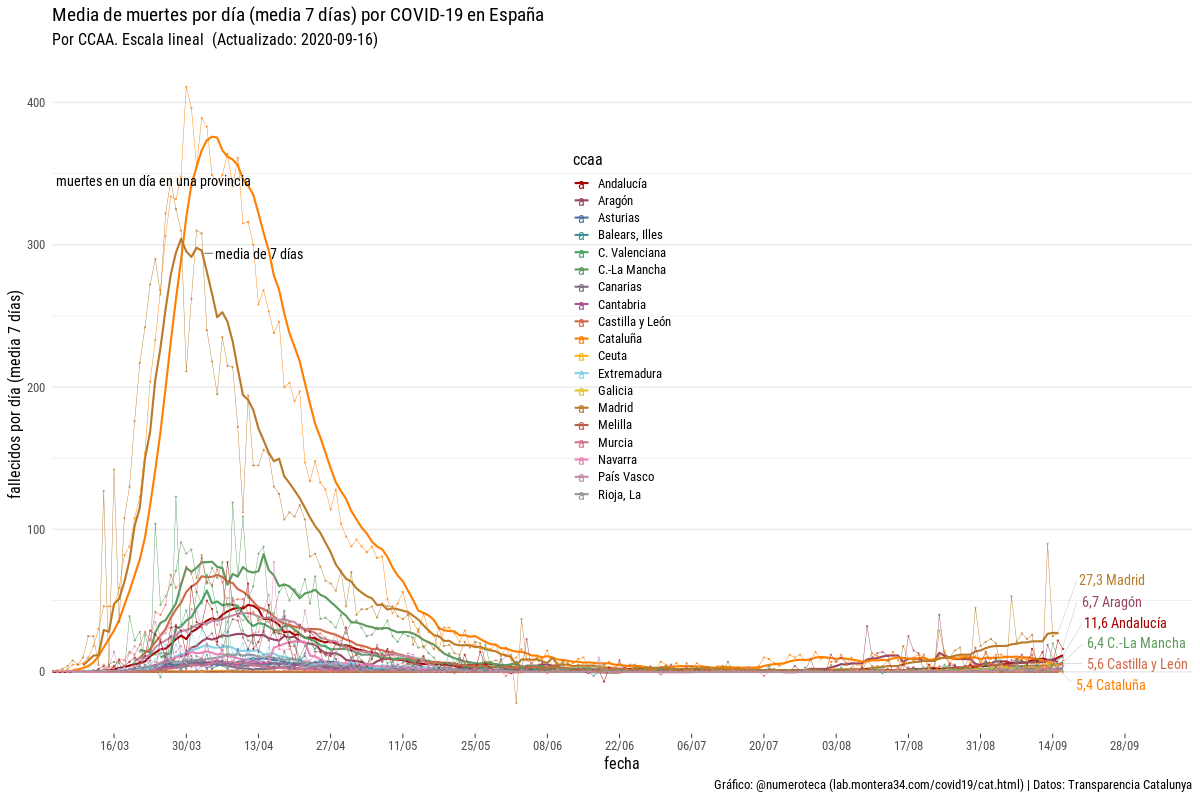 Media de muertes por día (media 7 días) por COVID-19 en España
Por CCAA. Escala lineal  (Actualizado: 2020-09-16)
fallecidos por día (media 7 días)
400
300
200
100
0
muertes en un día en una provincia
media de 7 días
ccaa
Andalucía
Aragón
Asturias
Balears, Illes
C. Valenciana
C.-La Mancha
Canarias
Cantabria
Castilla y León
Cataluña
Ceuta
Extremadura
Galicia
Madrid
Melilla
Murcia
Navarra
País Vasco
Rioja, La
27,3 Madrid
6,7 Aragón
11,6 Andalucía
6,4 C.-La Mancha
5,6 Castilla y León
5,4 Cataluña
16/03 30/03 13/04 27/04 11/05 25/05 08/06 22/06 06/07 20/07 03/08 17/08 31/08 14/09 28/09
fecha
Gráfico: @numeroteca (lab.montera34.com/covid19/cat.html) | Datos: Transparencia Catalunya